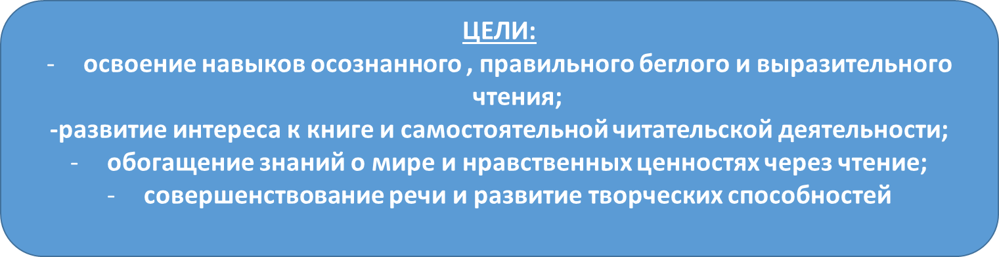 ЦЕЛИ:
- освоение навыков осознанного , правильного беглого и выразительного
чтения;
-развитие интереса к книге и самостоятельной читательской деятельности;
- обогащение знаний о мире и нравственных ценностях через чтение;
- совершенствование речи и развитие творческих способностей